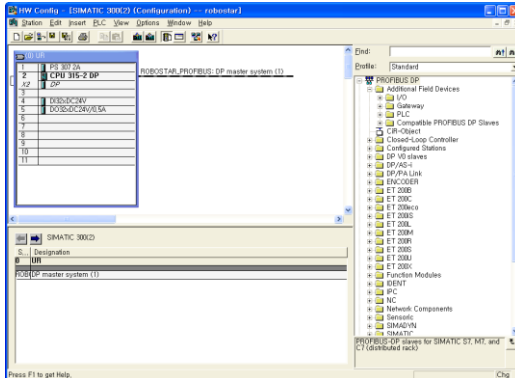 HW Config - [SIMATIC 300(2) (Configuration) -- robostar]
Station Edit Insert PLC View Options Window Help
(0) UR
1 PS 307 2A
2 CPU 315-2 DP
X2 DP
3
4 DI32xDC24V
5 DO32xDC24V/0,5A
6
7
8
9
10
11
ROBOSTAR_PROFIBUS: DP master system (1)
SIMATIC 300(2)
S... Designation
0 UR
ROBI DP master system (1)
Find:
Profile: Standard
PROFIBUS DP
Additional Field Devices
I/O
Gateway
PLC
Compatible PROFIBUS DP Slaves
CiR-Object
Closed-Loop Controller
Configured Stations
DP V0 slaves
DP/AS-i
DP/PA Link
ENCODER
ET 200B
ET 200C
ET 200eco
ET 200iS
ET 200L
ET 200M
ET 200R
ET 200S
ET 200U
ET 200X
Function Modules
IDENT
IPC
NC
Network Components
Sensoric
SIMADYN
SIMATIC
PROFIBUS-DP slaves for SIMATIC S7, M7, and
C7 (distributed rack)
Press F1 to get Help.
Chg